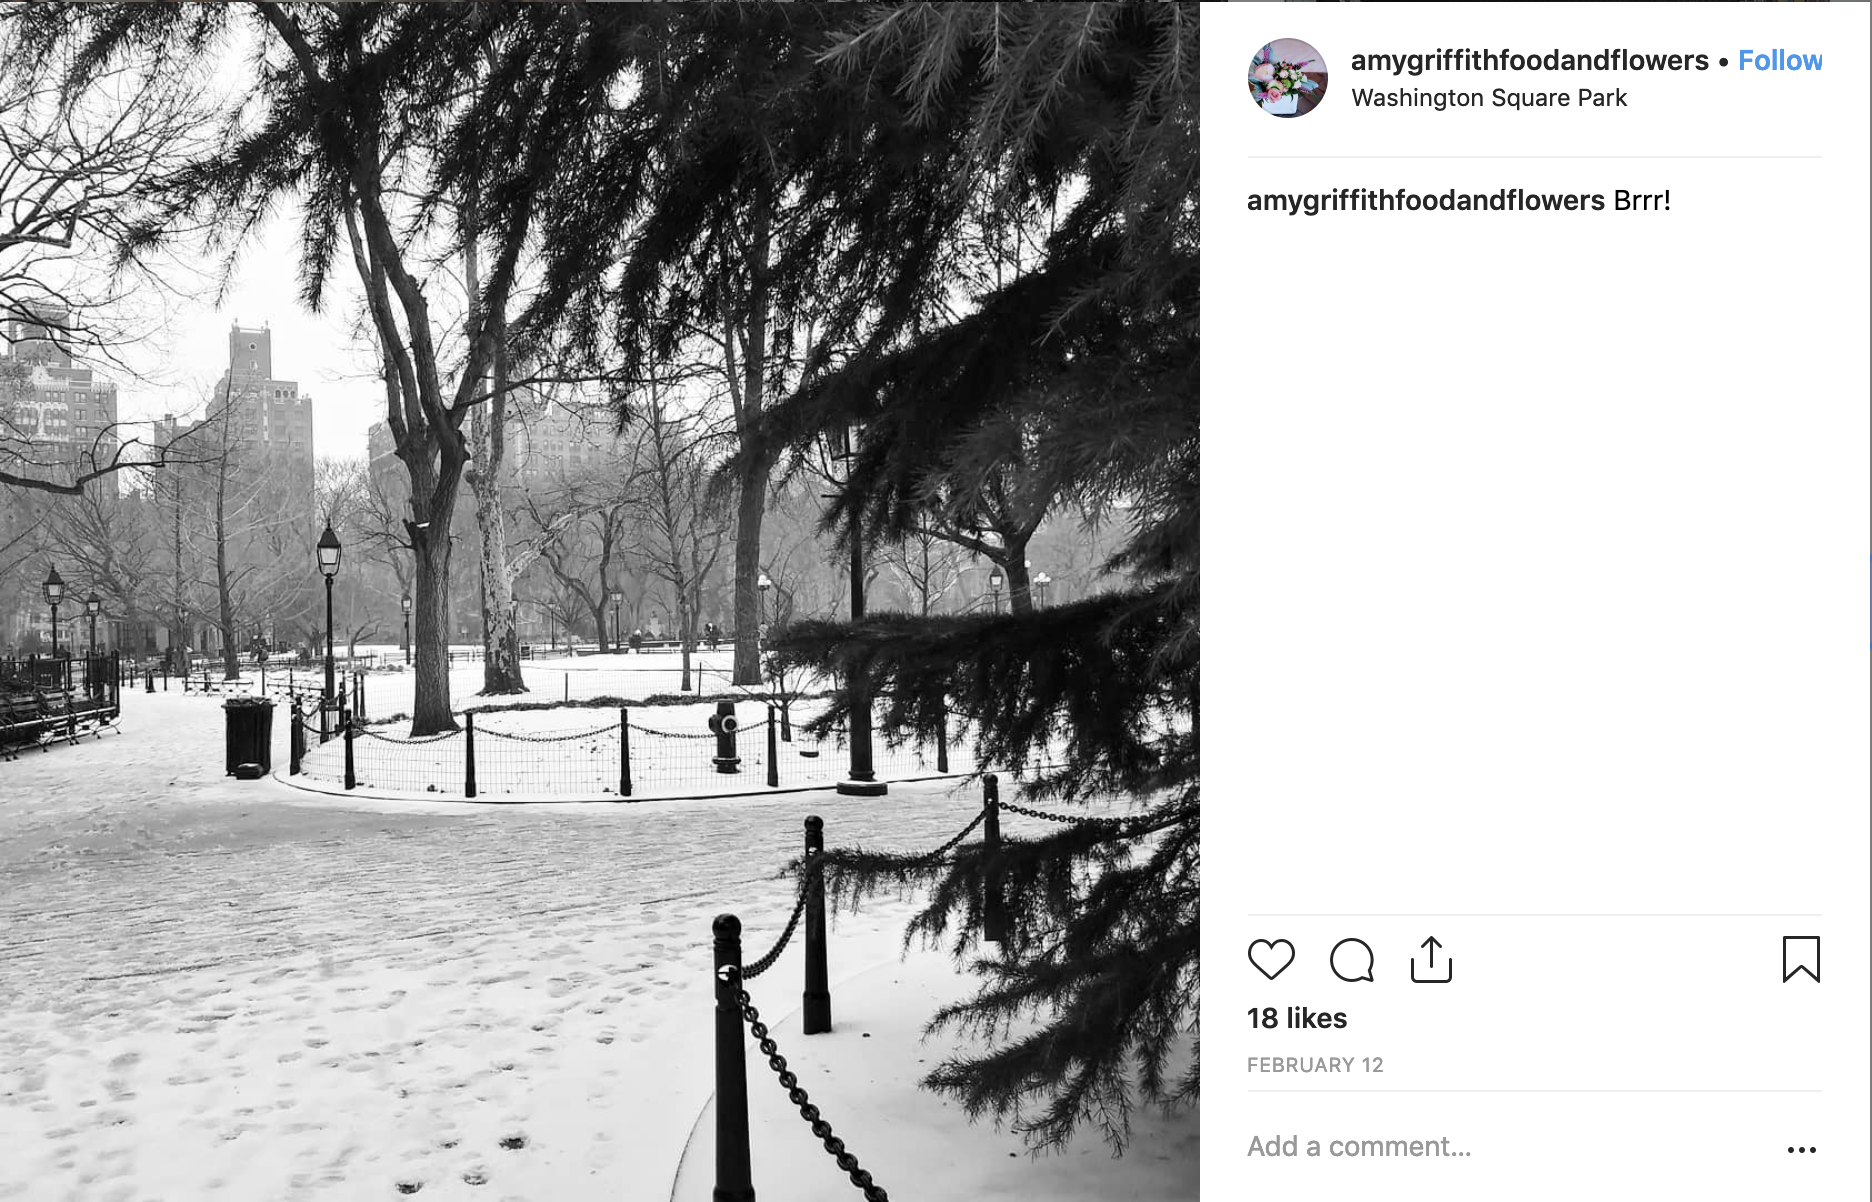 amygriffithfoodandflowers • Follow
Washington Square Park
amygriffithfoodandflowers Brrr!
18 likes
FEBRUARY 12
Add a comment...